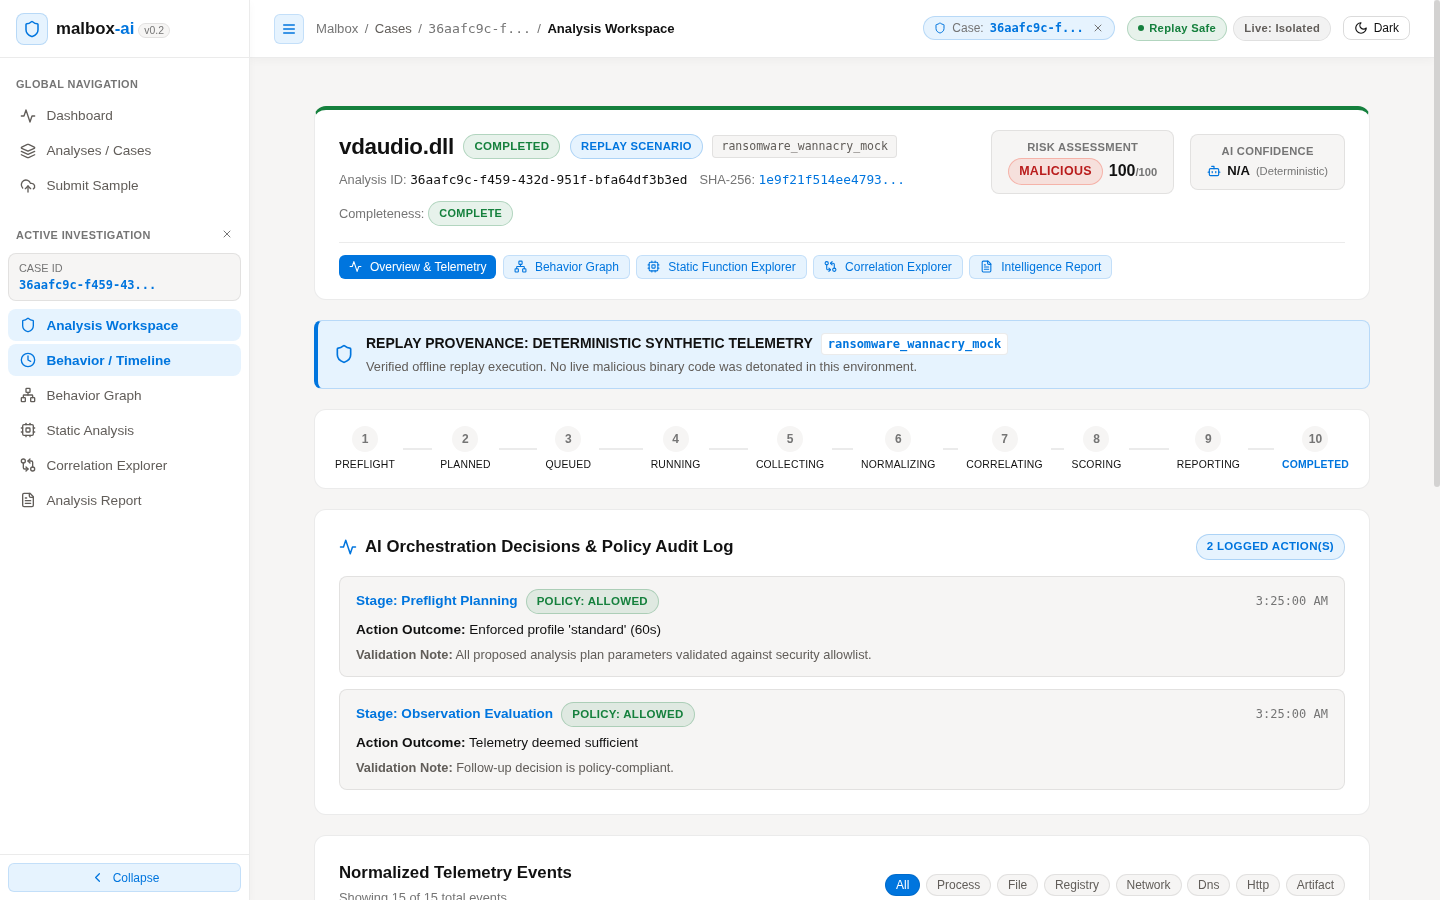 malbox-ai v0.2
Malbox / Cases / 36aafc9c-f... / Analysis Workspace
Case: 36aafc9c-f...
Replay Safe
Live: Isolated
Dark
GLOBAL NAVIGATION
Dashboard
Analyses / Cases
Submit Sample
ACTIVE INVESTIGATION
CASE ID
36aafc9c-f459-43...
Analysis Workspace
Behavior / Timeline
Behavior Graph
Static Analysis
Correlation Explorer
Analysis Report
Collapse
vdaudio.dll COMPLETED REPLAY SCENARIO ransomware_wannacry_mock
Analysis ID: 36aafc9c-f459-432d-951f-bfa64df3b3ed SHA-256: 1e9f21f514ee4793...
Completeness: COMPLETE
RISK ASSESSMENT
MALICIOUS 100/100
AI CONFIDENCE
N/A (Deterministic)
Overview & Telemetry
Behavior Graph
Static Function Explorer
Correlation Explorer
Intelligence Report
REPLAY PROVENANCE: DETERMINISTIC SYNTHETIC TELEMETRY ransomware_wannacry_mock
Verified offline replay execution. No live malicious binary code was detonated in this environment.
1 2 3 4 5 6 7 8 9 10
PREFLIGHT PLANNED QUEUED RUNNING COLLECTING NORMALIZING CORRELATING SCORING REPORTING COMPLETED
AI Orchestration Decisions & Policy Audit Log
2 LOGGED ACTION(S)
Stage: Preflight Planning POLICY: ALLOWED 3:25:00 AM
Action Outcome: Enforced profile 'standard' (60s)
Validation Note: All proposed analysis plan parameters validated against security allowlist.
Stage: Observation Evaluation POLICY: ALLOWED 3:25:00 AM
Action Outcome: Telemetry deemed sufficient
Validation Note: Follow-up decision is policy-compliant.
Normalized Telemetry Events
Showing 15 of 15 total events
All Process File Registry Network Dns Http Artifact